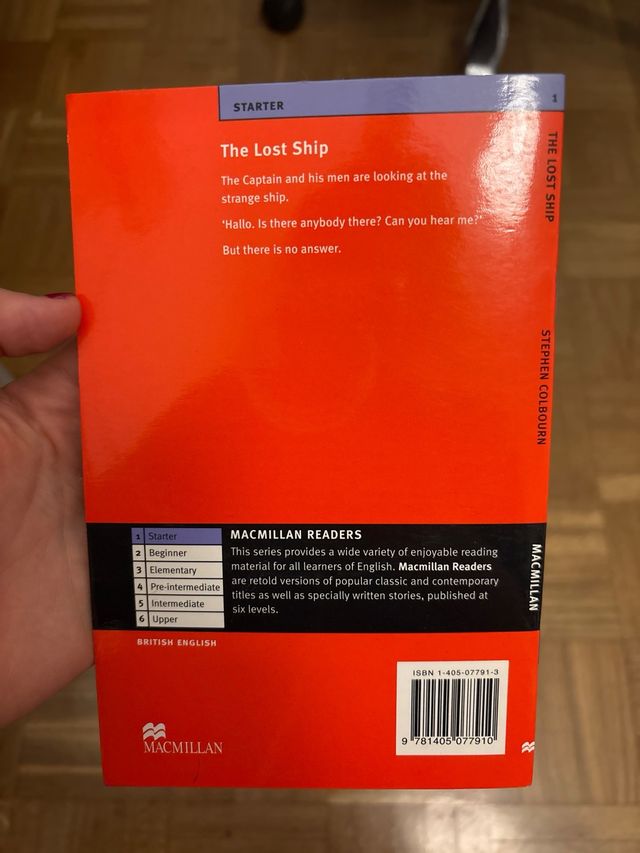 STARTER 1
The Lost Ship
The Captain and his men are looking at the
strange ship.
‘Hallo. Is there anybody there? Can you hear me?’
But there is no answer.
THE LOST SHIP
STEPHEN COLBOURN
MACMILLAN
1 Starter
2 Beginner
3 Elementary
4 Pre-intermediate
5 Intermediate
6 Upper
MACMILLAN READERS
This series provides a wide variety of enjoyable reading
material for all learners of English. Macmillan Readers
are retold versions of popular classic and contemporary
titles as well as specially written stories, published at
six levels.
BRITISH ENGLISH
MACMILLAN
ISBN 1-405-07791-3
9 781405 077910